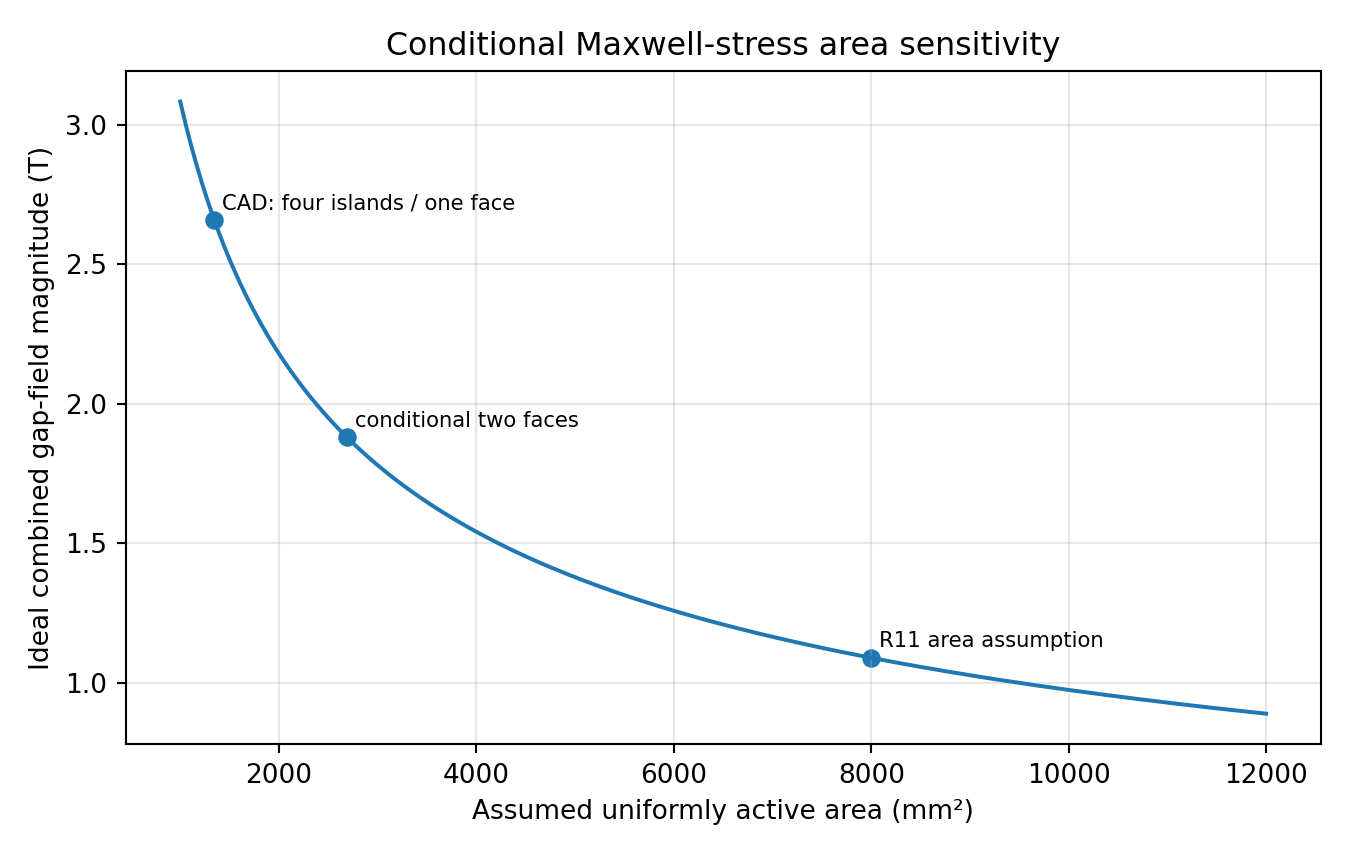 Conditional Maxwell-stress area sensitivity
Ideal combined gap-field magnitude (T)
3.0
2.5
2.0
1.5
1.0
CAD: four islands / one face
conditional two faces
R11 area assumption
2000 4000 6000 8000 10000 12000
Assumed uniformly active area (mm²)